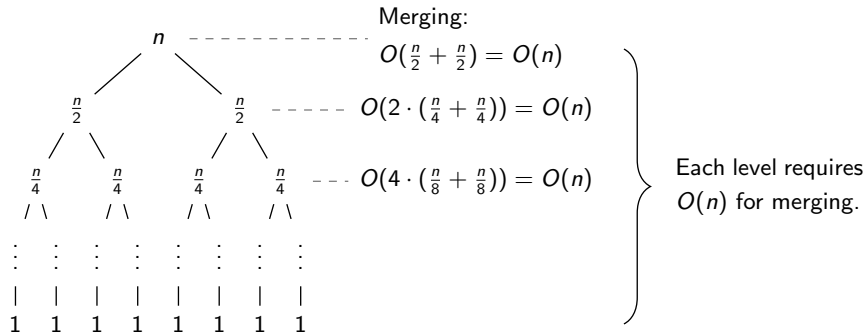 Merging:
n
O(n/2 + n/2) = O(n)
n/2 n/2
O(2 · (n/4 + n/4)) = O(n)
n/4 n/4 n/4 n/4
O(4 · (n/8 + n/8)) = O(n)
Each level requires
O(n) for merging.
⋮ ⋮ ⋮ ⋮ ⋮ ⋮ ⋮ ⋮
1 1 1 1 1 1 1 1